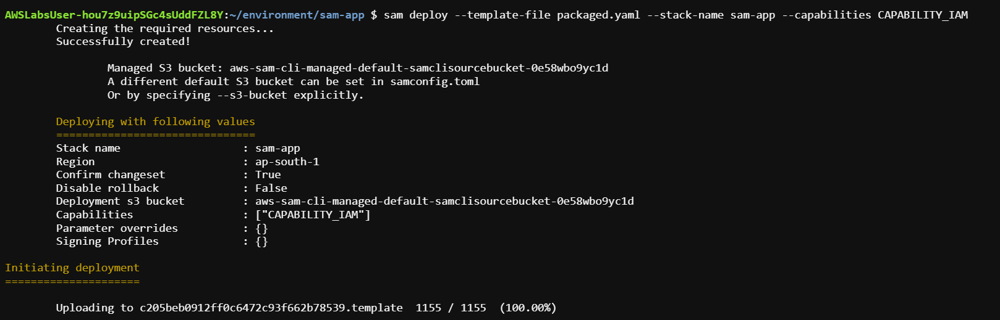 AWSLabsUser-hou7z9uipSGc4sUddFZL8Y:~/environment/sam-app $ sam deploy --template-file packaged.yaml --stack-name sam-app --capabilities CAPABILITY_IAM
Creating the required resources...
Successfully created!
Managed S3 bucket: aws-sam-cli-managed-default-samclisourcebucket-0e58wbo9yc1d
A different default S3 bucket can be set in samconfig.toml
Or by specifying --s3-bucket explicitly.
Deploying with following values
===============================
Stack name : sam-app
Region : ap-south-1
Confirm changeset : True
Disable rollback : False
Deployment s3 bucket : aws-sam-cli-managed-default-samclisourcebucket-0e58wbo9yc1d
Capabilities : ["CAPABILITY_IAM"]
Parameter overrides : {}
Signing Profiles : {}
Initiating deployment
=====================
Uploading to c205beb0912ff0c6472c93f662b78539.template 1155 / 1155 (100.00%)